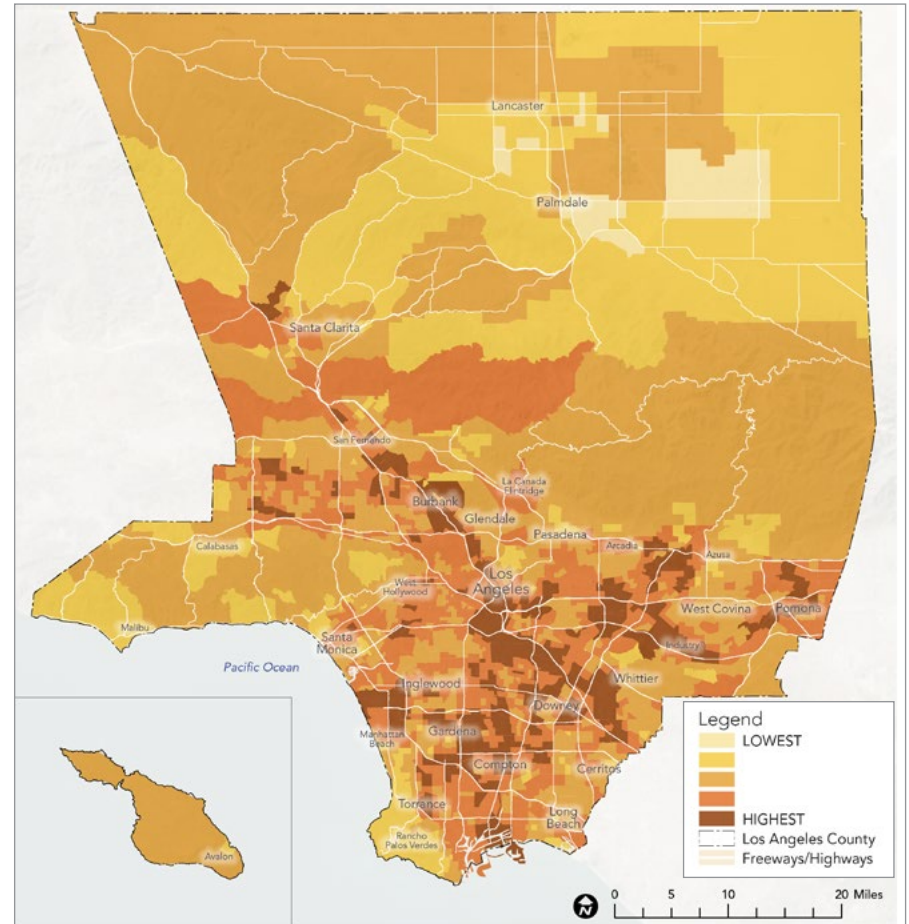 Lancaster
Palmdale
Santa Clarita
San Fernando
La Canada
Flintridge
Burbank
Glendale
Pasadena
Arcadia
Azusa
Calabasas
West
Hollywood
Los
Angeles
West Covina
Pomona
Malibu
Santa
Monica
Industry
Pacific Ocean
Whittier
Inglewood
Downey
Manhattan
Beach
Gardena
Compton
Cerritos
Torrance
Long
Beach
Rancho
Palos Verdes
Avalon
Legend
LOWEST
HIGHEST
Los Angeles County
Freeways/Highways
N
0 5 10 20 Miles